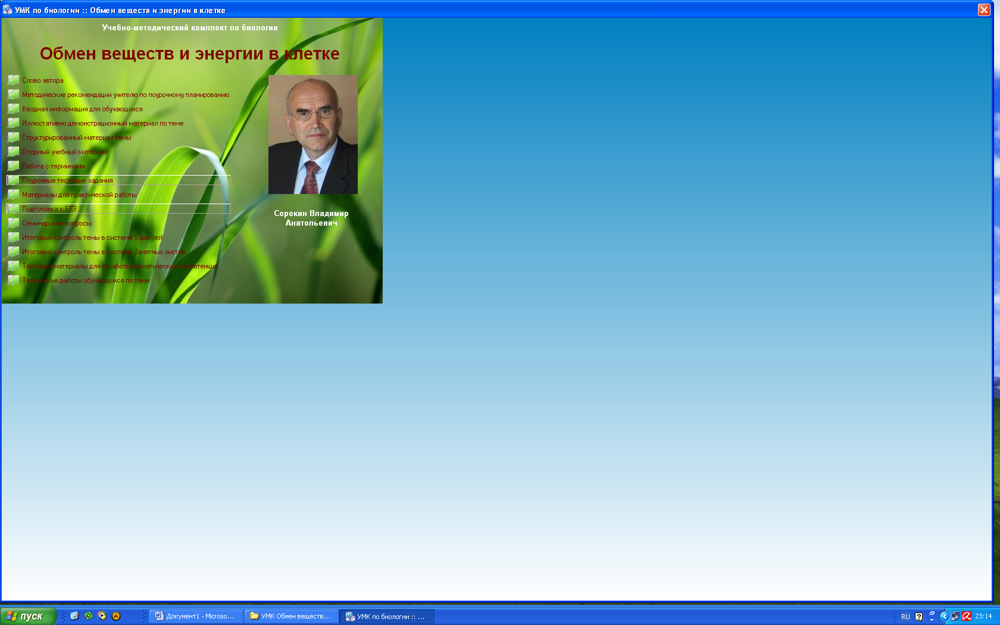 УМК по биологии :: Обмен веществ и энергии в клетке
Учебно-методический комплект по биологии
Обмен веществ и энергии в клетке
Слово автора
Методические рекомендации учителю по поурочному планированию
Вводная информация для обучающихся
Иллюстативно демонстрационный материал по теме
Структурированный материал темы
Опорный учебный материал
Работа с терминами
Поурочные тестовые задания
Материалы для практической работы
Подготовка к ЕГЭ
Семинарские вопросы
Итоговый контроль темы в системе Super test
Итоговый контроль темы в системе Зачетных листов
Тестовые материалы для отработки тематических компетенций
Творческие работы обучающихся по теме
Сорокин Владимир
Анатольевич
пуск
Документ1 - Microso...
УМК Обмен веществ...
УМК по биологии :: ...
RU
23:14